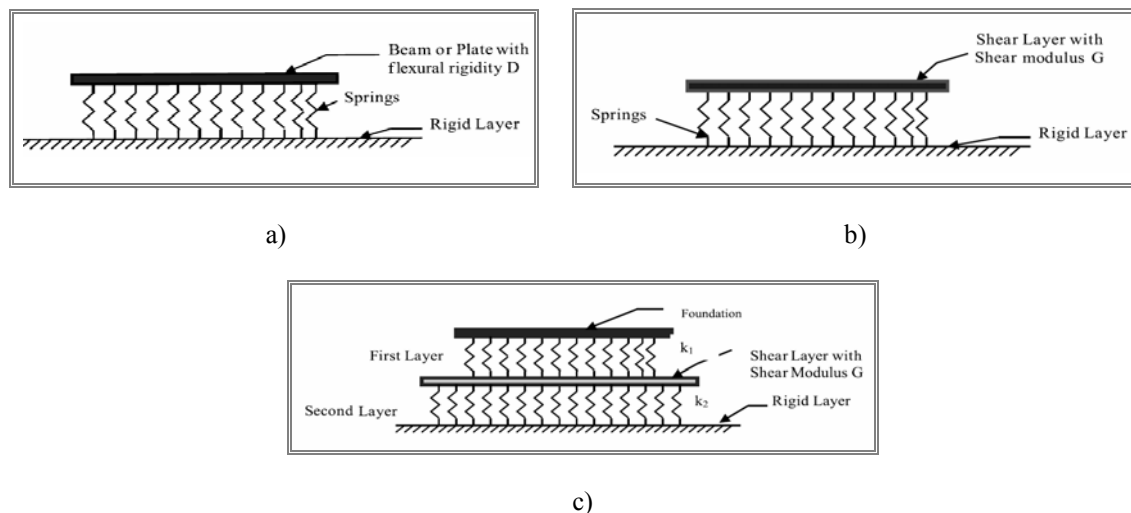 Beam or Plate with
flexural rigidity D
Springs
Rigid Layer
a)
Shear Layer with
Shear modulus G
Springs
Rigid Layer
b)
Foundation
First Layer
k1
Shear Layer with
Shear Modulus G
k2
Second Layer
Rigid Layer
c)